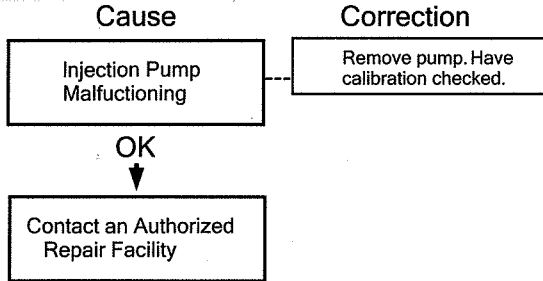 Cause
Correction
Injection Pump
Malfuctioning
Remove pump. Have
calibration checked.
OK
Contact an Authorized
Repair Facility